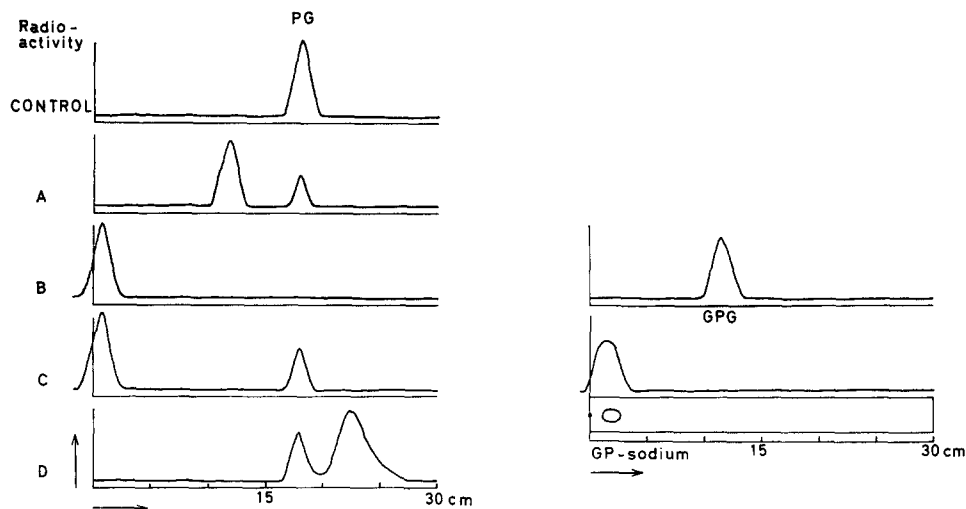 Radio-
activity
PG
CONTROL
A
B
C
D
15
30 cm
GPG
GP-sodium
15
30 cm